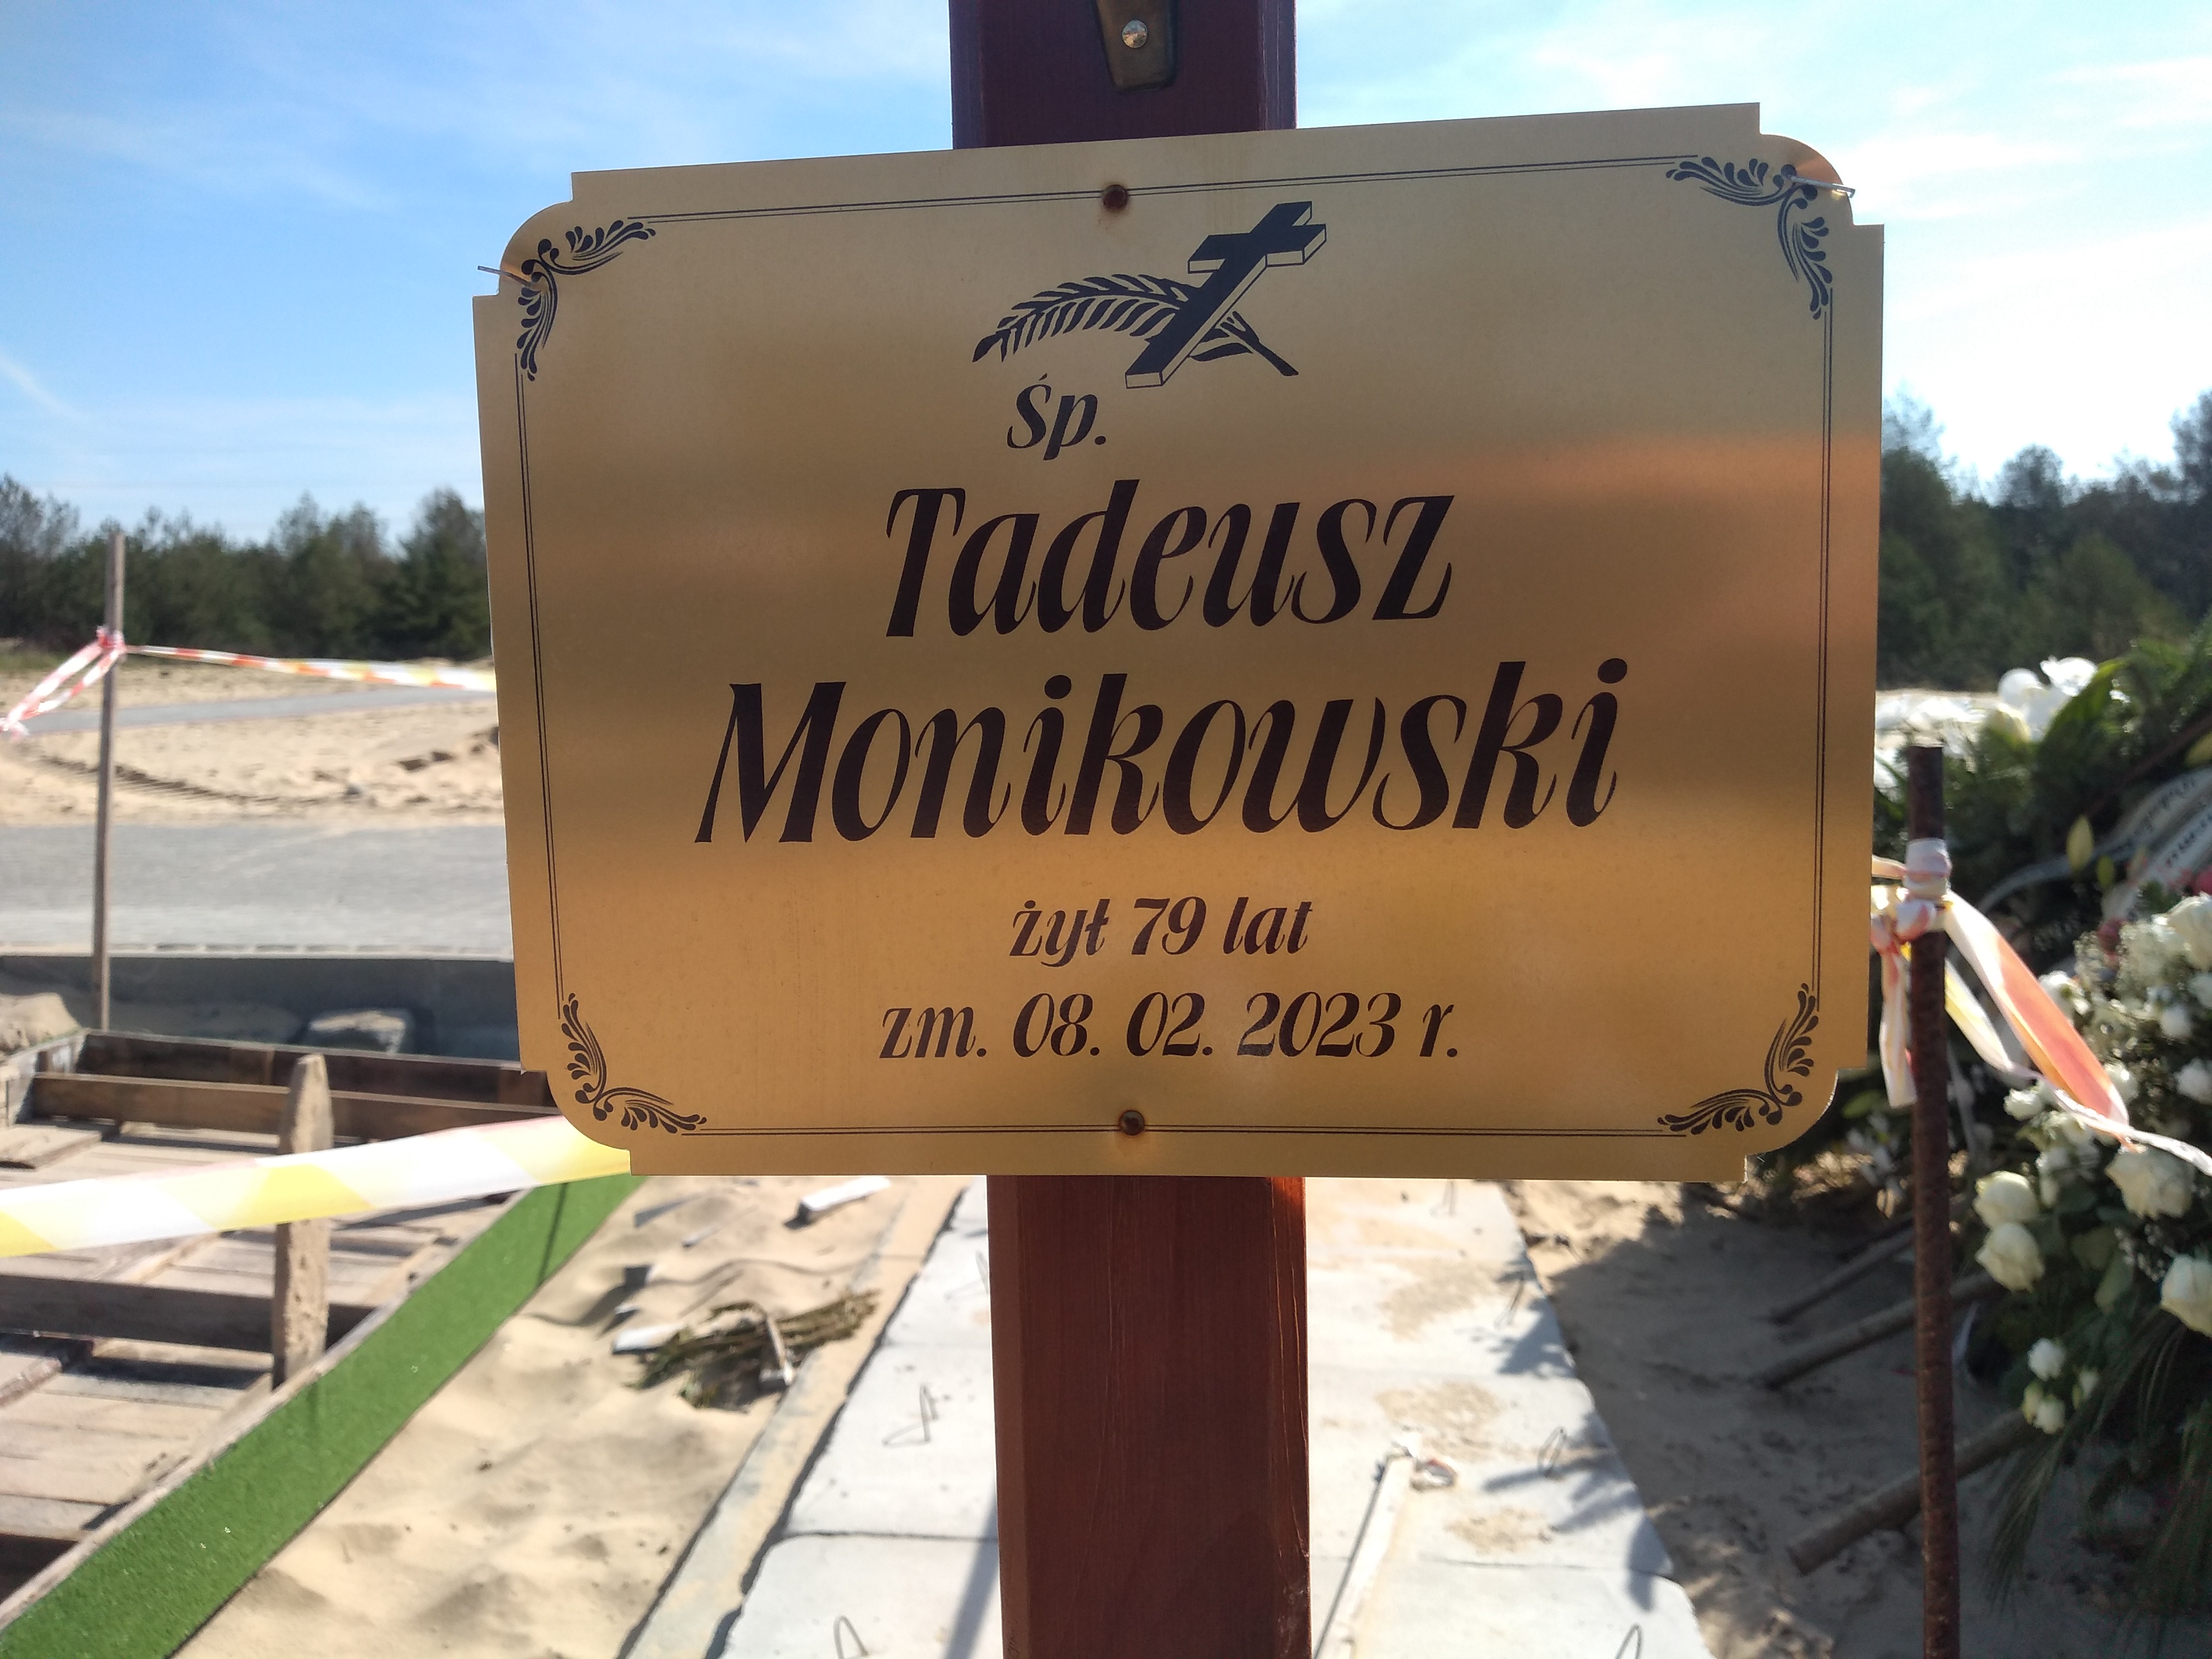 Śp.
Tadeusz
Monikowski
żył 79 lat
zm. 08. 02. 2023 r.